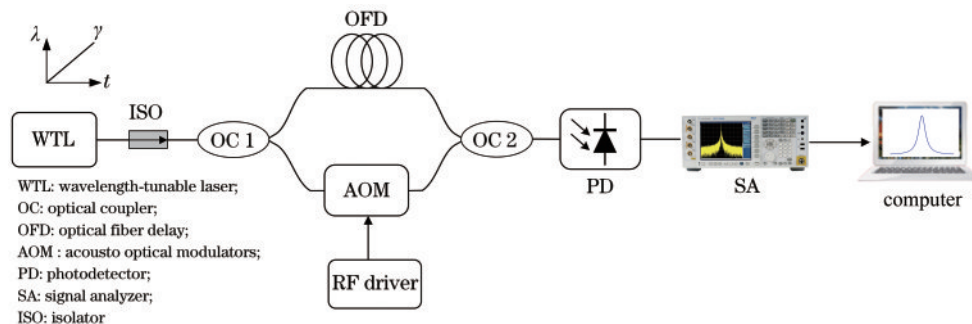 OFD
λ
γ
t
ISO
WTL
OC 1
OC 2
AOM
PD
SA
computer
RF driver
WTL: wavelength-tunable laser;
OC: optical coupler;
OFD: optical fiber delay;
AOM : acousto optical modulators;
PD: photodetector;
SA: signal analyzer;
ISO: isolator